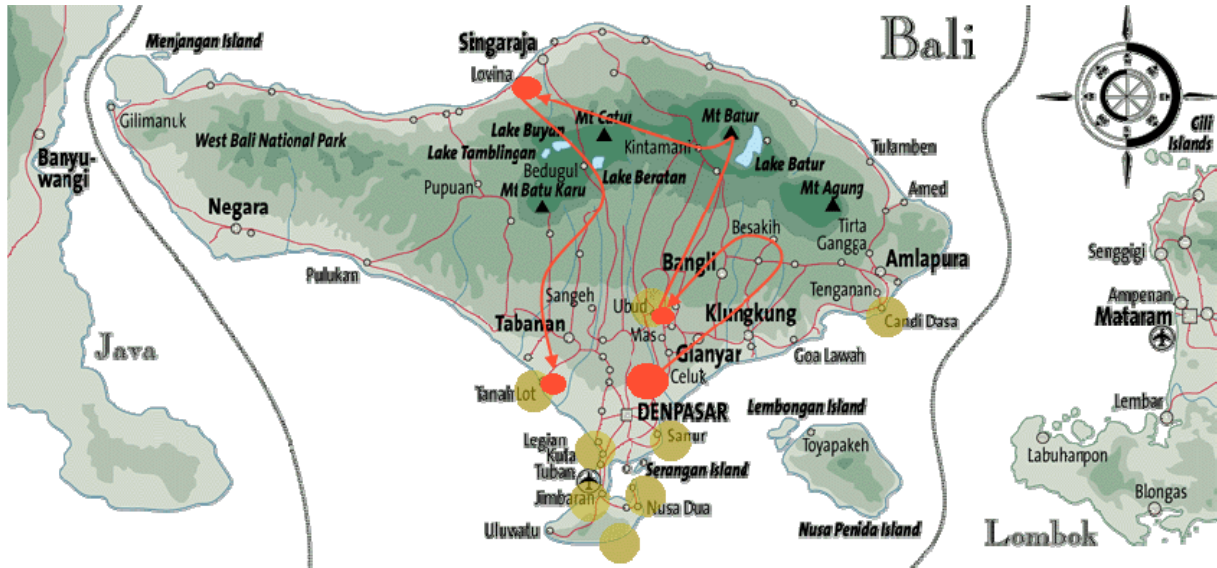 Bali
Menjangan Island
Singaraja
Lovina
Gili
Islands
Gilimanuk
West Bali National Park
Lake Buyan
Mt Catur
Mt Batur
Banyu-
wangi
Lake Tamblingan
Kintamani
Lake Batur
Tulamben
Bedugul
Lake Beratan
Pupuan
Mt Batu Karu
Mt Agung
Amed
Negara
Besakih
Tirta
Gangga
Senggigi
Pulukan
Bangli
Amlapura
Tenganan
Sangeh
Ubud
Klungkung
Candi Dasa
Ampenan
Mataram
Tabanan
Mas
Gianyar
Goa Lawah
Java
Celuk
Tanah Lot
DENPASAR
Lembongan Island
Lembar
Legian
Sanur
Kuta
Toyapakeh
Labuhanpon
Tuban
Serangan Island
Jimbaran
Nusa Dua
Blongas
Uluwatu
Nusa Penida Island
Lombok